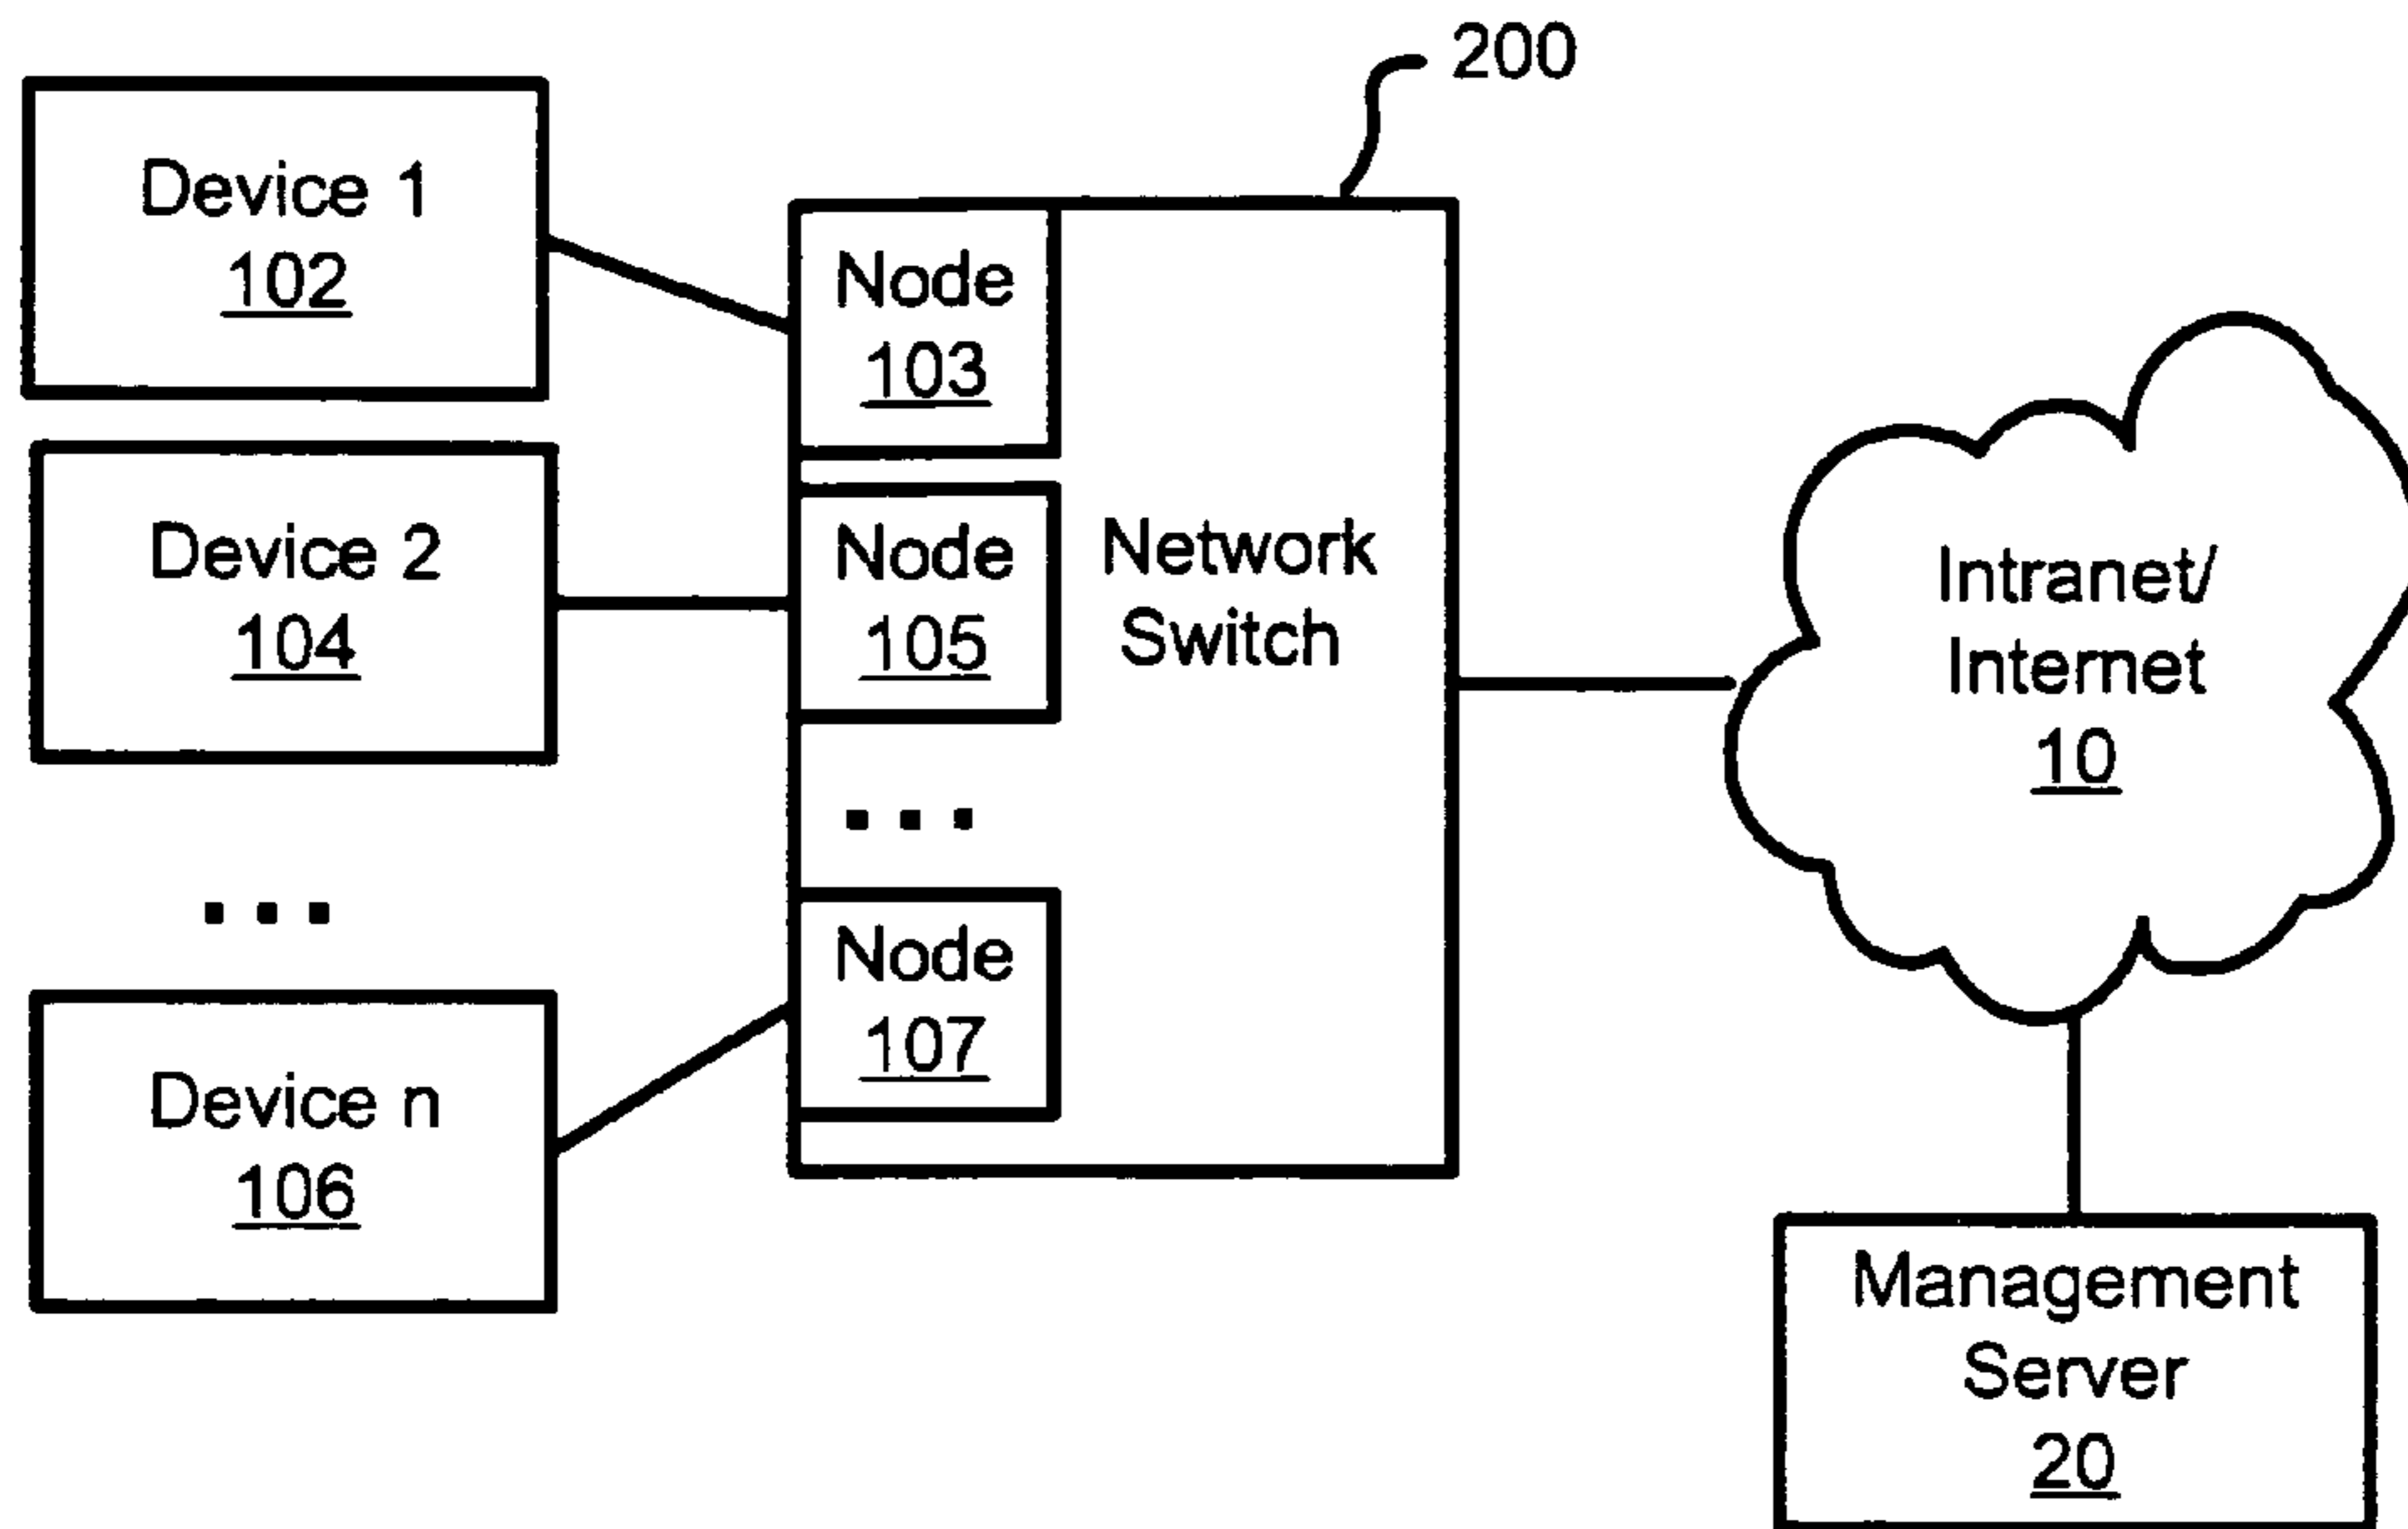 200
Device 1
102
Node
103
Device 2
104
Node
105
Network
Switch
Intranet/
Internet
10
...
...
Node
107
Device n
106
Management
Server
20